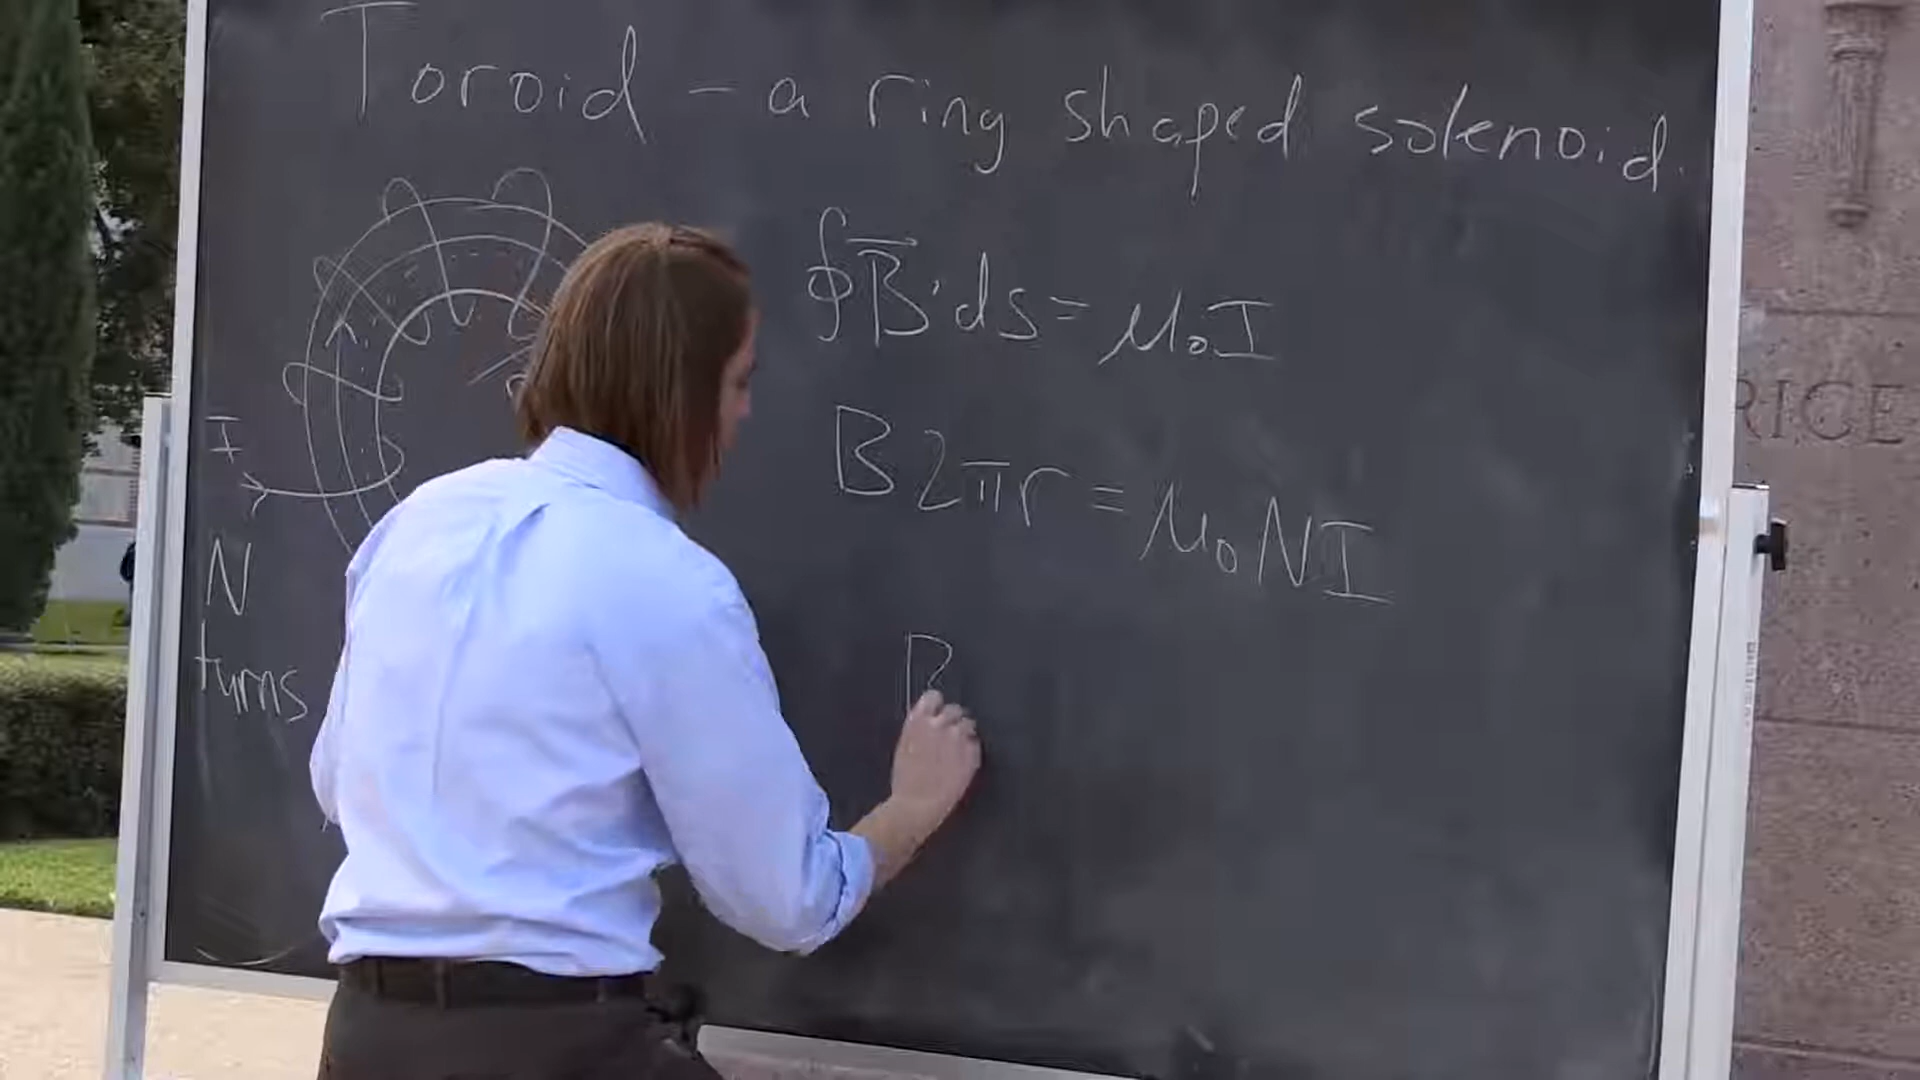 Toroid - a ring shaped solenoid.
∮B⃗·ds = μ₀I
B2πr = μ₀NI
B
I
N
turns
RICE